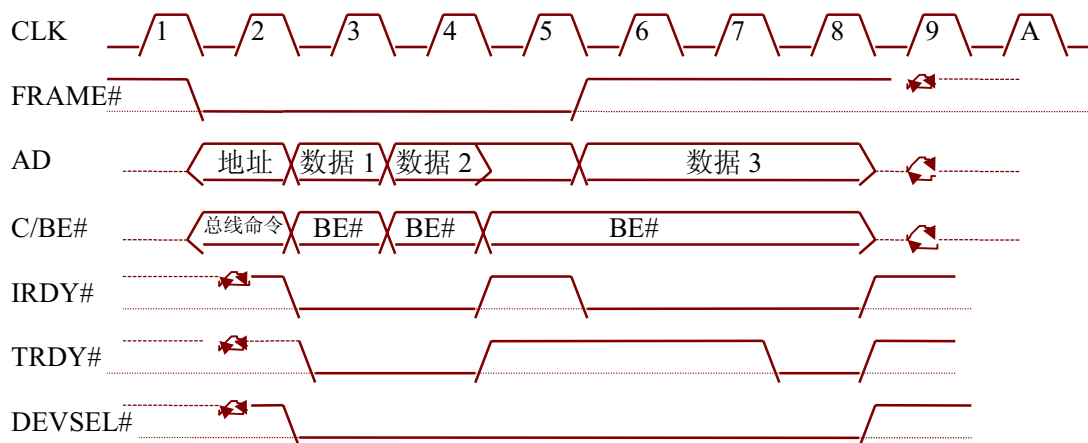 CLK 1 2 3 4 5 6 7 8 9 A
FRAME#
AD 地址 数据 1 数据 2 数据 3
C/BE# 总线命令 BE# BE# BE#
IRDY#
TRDY#
DEVSEL#